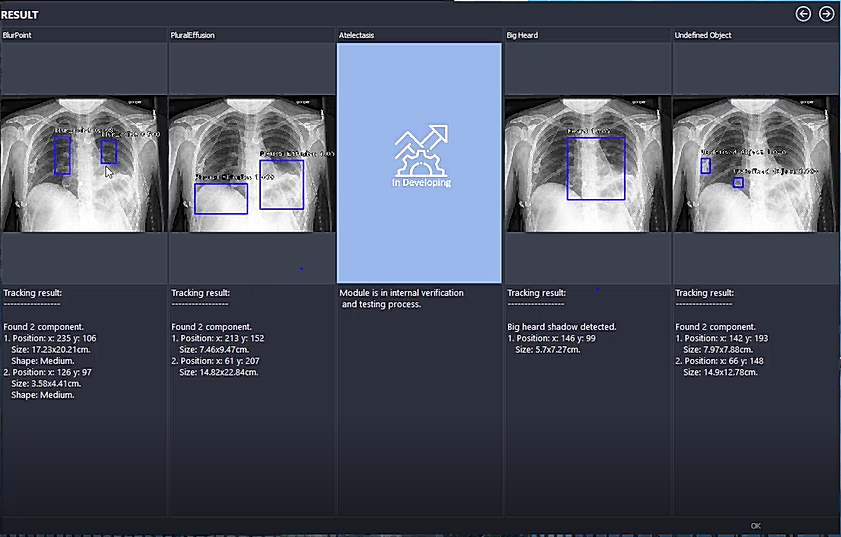 RESULT
BlurPoint
PluralEffusion
Atelectasis
Big Heard
Undefined Object
In Developing
Tracking result:
-----------------
Found 2 component.
1. Position: x: 235 y: 106
Size: 17.23x20.21cm.
Shape: Medium.
2. Position: x: 126 y: 97
Size: 3.58x4.41cm.
Shape: Medium.
Tracking result:
-----------------
Found 2 component.
1. Position: x: 213 y: 152
Size: 7.46x9.47cm.
2. Position: x: 61 y: 207
Size: 14.82x22.84cm.
Module is in internal verification
and testing process.
Tracking result:
-----------------
Big heard shadow detected.
1. Position: x: 146 y: 99
Size: 5.7x7.27cm.
Tracking result:
-----------------
Found 2 component.
1. Position: x: 142 y: 193
Size: 7.97x7.88cm.
2. Position: x: 66 y: 148
Size: 14.9x12.78cm.
OK